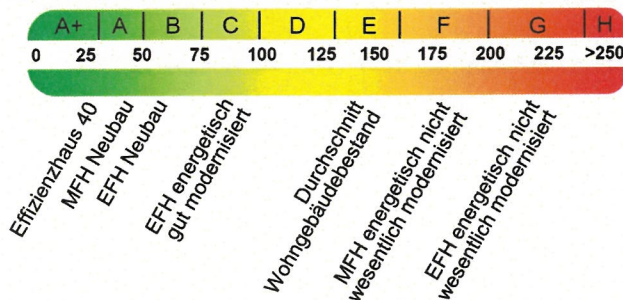 A+ A B C D E F G H
0 25 50 75 100 125 150 175 200 225 >250
Effizienzhaus 40
MFH Neubau
EFH Neubau
EFH energetisch
gut modernisiert
Durchschnitt
Wohngebäudebestand
MFH energetisch nicht
wesentlich modernisiert
EFH energetisch nicht
wesentlich modernisiert